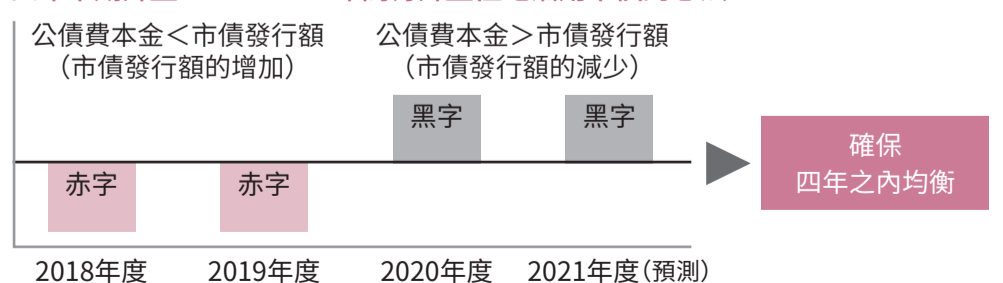 公債費本金＜市債發行額
（市債發行額的增加）
公債費本金＞市債發行額
（市債發行額的減少）
黑字
黑字
赤字
赤字
確保
四年之內均衡
2018年度
2019年度
2020年度
2021年度（預測）